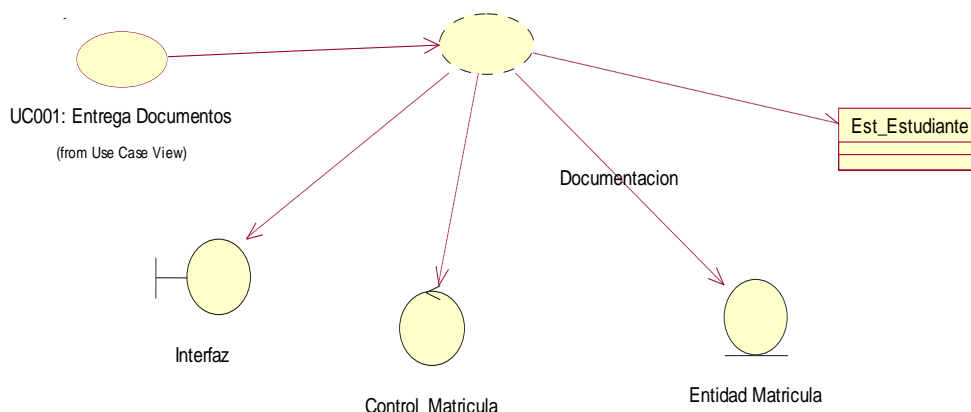 UC001: Entrega Documentos
(from Use Case View)
Est_Estudiante
Documentacion
Interfaz
Control_Matricula
Entidad Matricula